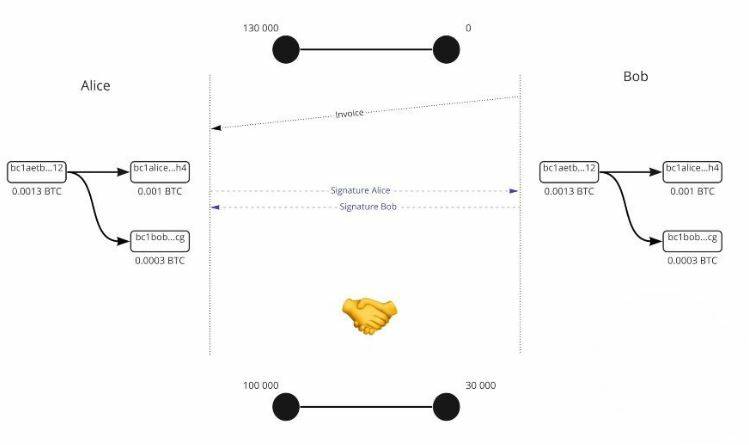 130 000
0
Alice
Bob
Invoice
bc1aetb...12
bc1alice...h4
0.0013 BTC
0.001 BTC
bc1bob...cg
0.0003 BTC
Signature Alice
Signature Bob
bc1aetb...12
bc1alice...h4
0.0013 BTC
0.001 BTC
bc1bob...cg
0.0003 BTC
100 000
30 000